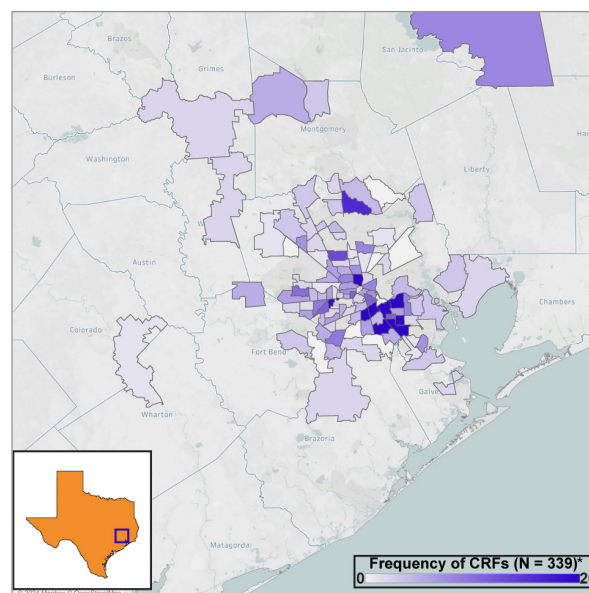 Brazos
San Jacinto
Grimes
Burleson
Montgomery
Washington
Liberty
Austin
Chambers
Colorado
Fort Bend
Wharton
Brazoria
Matagorda
Frequency of CRFs (N = 339)*
0